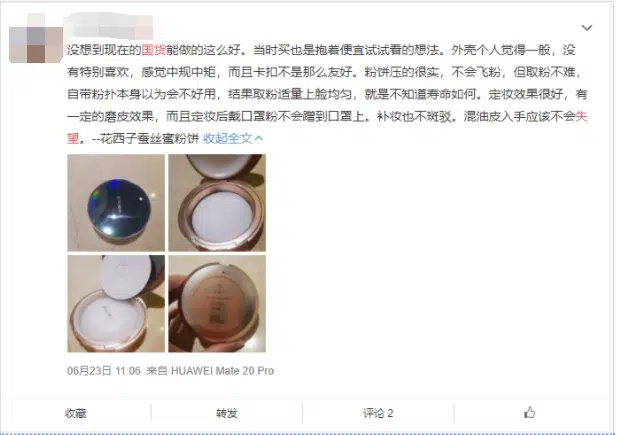 没想到现在的国货能做的这么好。当时买也是抱着便宜试试看的想法。外壳个人觉得一般，没
有特别喜欢，感觉中规中矩，而且卡扣不是那么友好。粉饼压的很实，不会飞粉，但取粉不难，
自带粉扑本身以为会不好用，结果取粉适量上脸均匀，就是不知道寿命如何。定妆效果很好，有
一定的磨皮效果，而且定妆后戴口罩粉不会蹭到口罩上。补妆也不斑驳。混油皮入手应该不会失
望。--花西子蚕丝蜜粉饼 收起全文
06月23日 11:06 来自 HUAWEI Mate 20 Pro
收藏
转发
评论 2